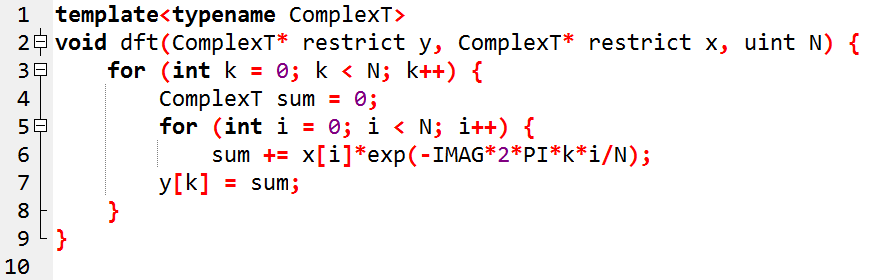 1 template<typename ComplexT>
2 void dft(ComplexT* restrict y, ComplexT* restrict x, uint N) {
3     for (int k = 0; k < N; k++) {
4         ComplexT sum = 0;
5         for (int i = 0; i < N; i++) {
6             sum += x[i]*exp(-IMAG*2*PI*k*i/N);
7         y[k] = sum;
8     }
9 }
10